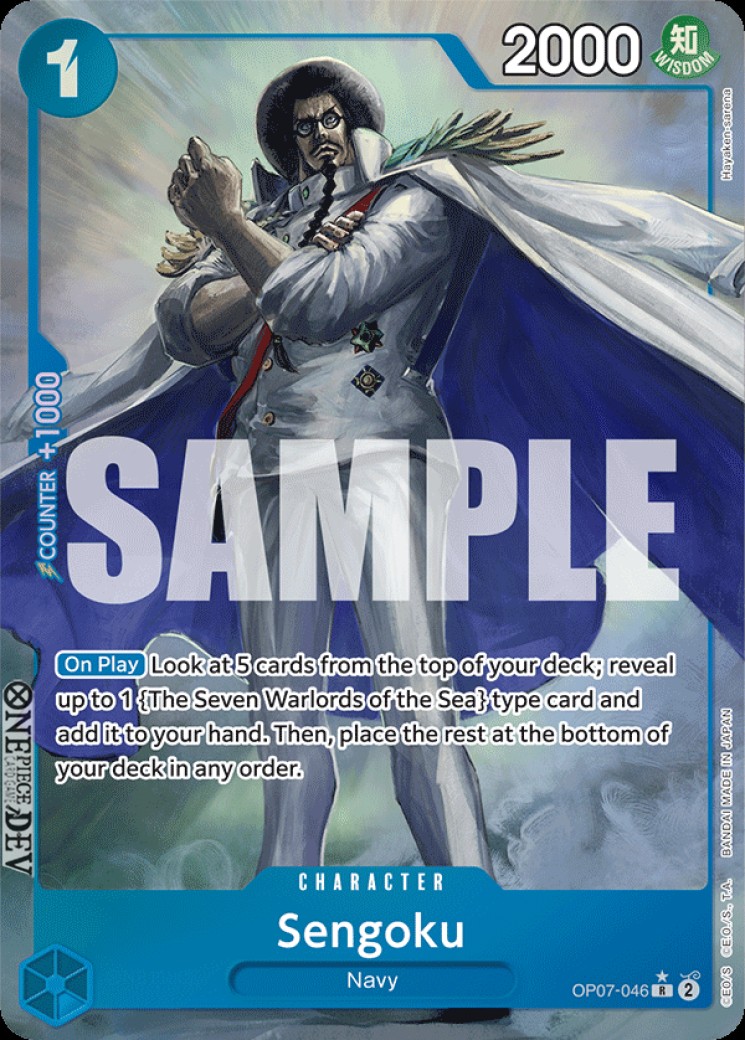 1
2000
知
WISDOM
Hayaken-sarena
COUNTER +1000
SAMPLE
On Play Look at 5 cards from the top of your deck; reveal
up to 1 {The Seven Warlords of the Sea} type card and
add it to your hand. Then, place the rest at the bottom of
your deck in any order.
ONE PIECE
CARD GAME
.DEV
BANDAI MADE IN JAPAN
©E.O./S., T.A.
©EO/S
CHARACTER
Sengoku
Navy
OP07-046 R 2